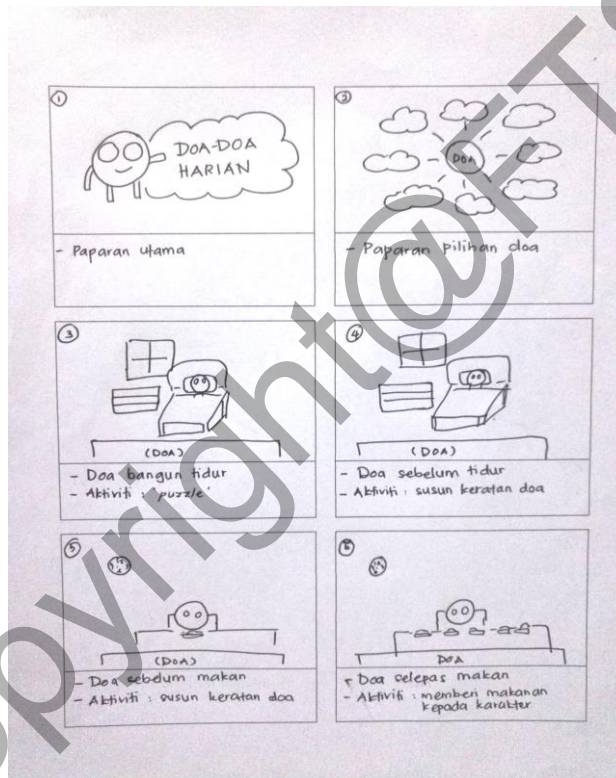 1
DOA-DOA
HARIAN
- Paparan utama
2
DOA
- Paparan pilihan doa
3
(DOA)
- Doa bangun tidur
- Aktiviti : 'puzzle'
4
(DOA)
- Doa sebelum tidur
- Aktiviti : susun keratan doa
5
(DOA)
- Doa sebelum makan
- Aktiviti : susun keratan doa
6
DOA
- Doa selepas makan
- Aktiviti : memberi makanan
kepada karakter
Copyright@FTS